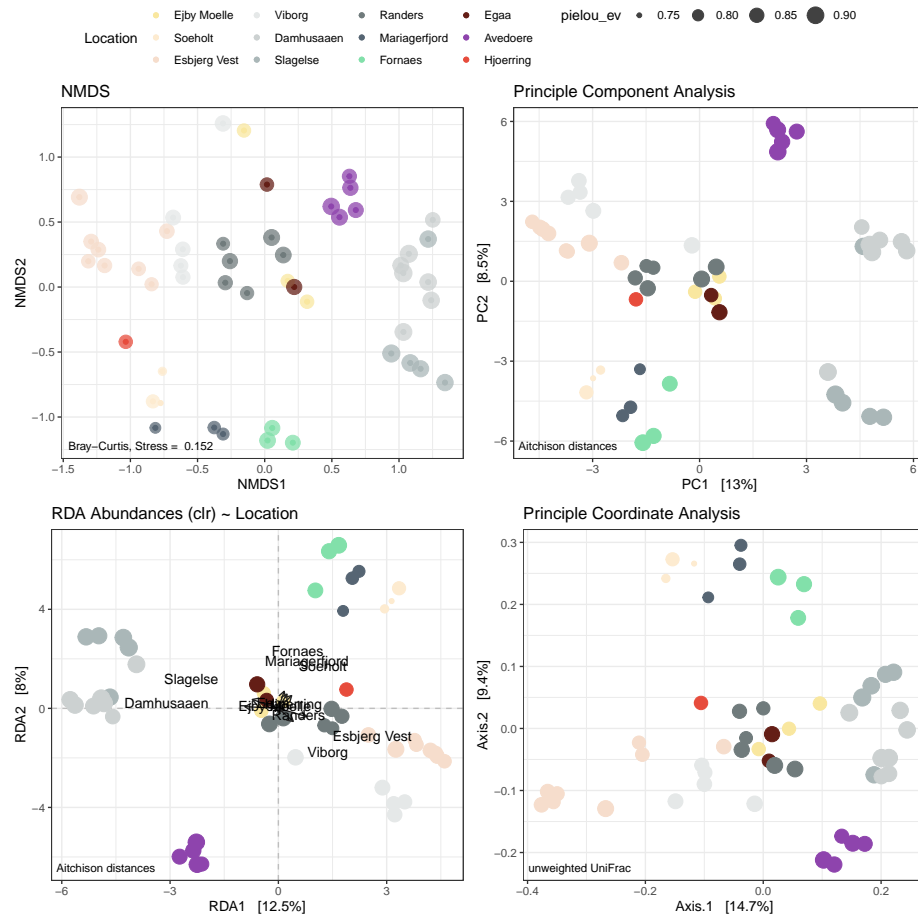 Location
Ejby Moelle
Viborg
Randers
Egaa
Soeholt
Damhusaaen
Mariagerfjord
Avedoere
Esbjerg Vest
Slagelse
Fornaes
Hjoerring
pielou_ev
0.75
0.80
0.85
0.90
NMDS
1.0
0.5
0.0
−0.5
−1.0
NMDS2
Bray−Curtis, Stress = 0.152
−1.5
−1.0
−0.5
0.0
0.5
1.0
NMDS1
Principle Component Analysis
6
3
0
−3
−6
PC2 [8.5%]
Aitchison distances
−3
0
3
6
PC1 [13%]
RDA Abundances (clr) ~ Location
4
0
−4
RDA2 [8%]
Fornaes
Mariagerfjord
Soeholt
Slagelse
Damhusaaen
Randers
Esbjerg Vest
Viborg
Aitchison distances
−6
−3
0
3
RDA1 [12.5%]
Principle Coordinate Analysis
0.3
0.2
0.1
0.0
−0.1
−0.2
Axis.2 [9.4%]
unweighted UniFrac
−0.4
−0.2
0.0
0.2
Axis.1 [14.7%]